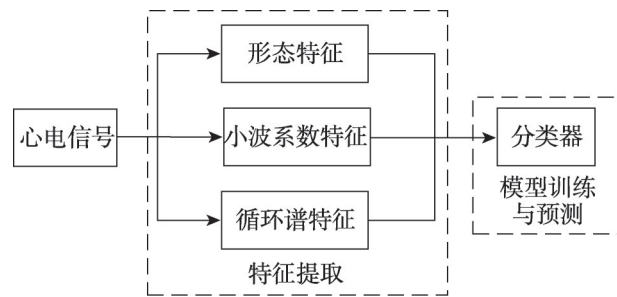 形态特征
心电信号
小波系数特征
分类器
循环谱特征
模型训练
与预测
特征提取